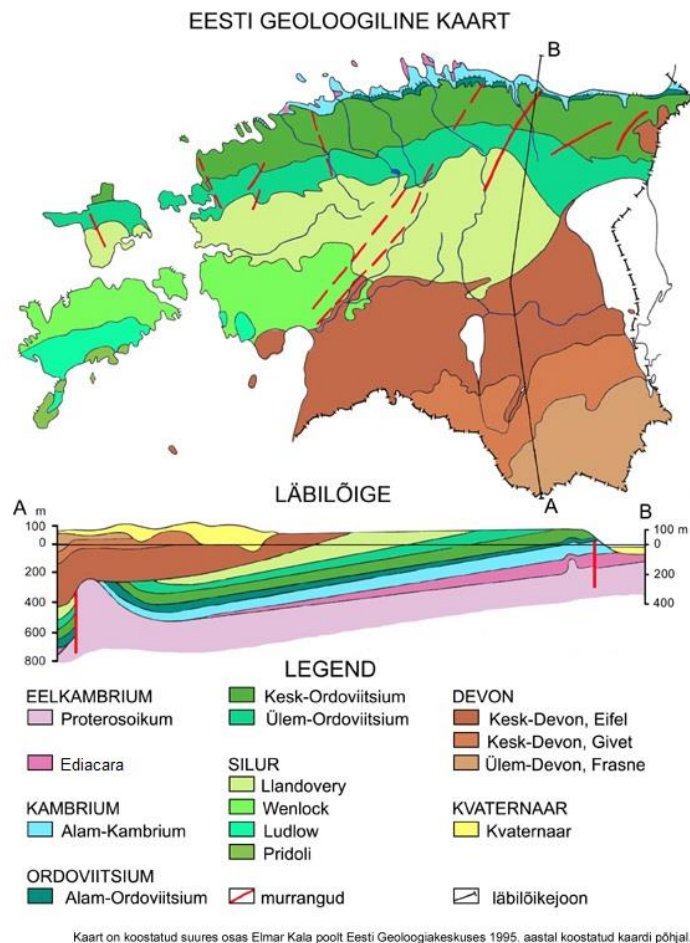 EESTI GEOLOOGILINE KAART
B
A
LÄBILÕIGE
A
B
m
100
0
200
400
600
800
100 m
0
200
400
LEGEND
EELKAMBRIUM
Proterosoikum
Ediacara
KAMBRIUM
Alam-Kambrium
ORDOVIITSIUM
Alam-Ordoviitsium
Kesk-Ordoviitsium
Ülem-Ordoviitsium
SILUR
Llandovery
Wenlock
Ludlow
Pridoli
murrangud
DEVON
Kesk-Devon, Eifel
Kesk-Devon, Givet
Ülem-Devon, Frasne
KVATERNAAR
Kvaternaar
läbilõikejoon
Kaart on koostatud suures osas Elmar Kala poolt Eesti Geoloogiakeskuses 1995. aastal koostatud kaardi põhjal.